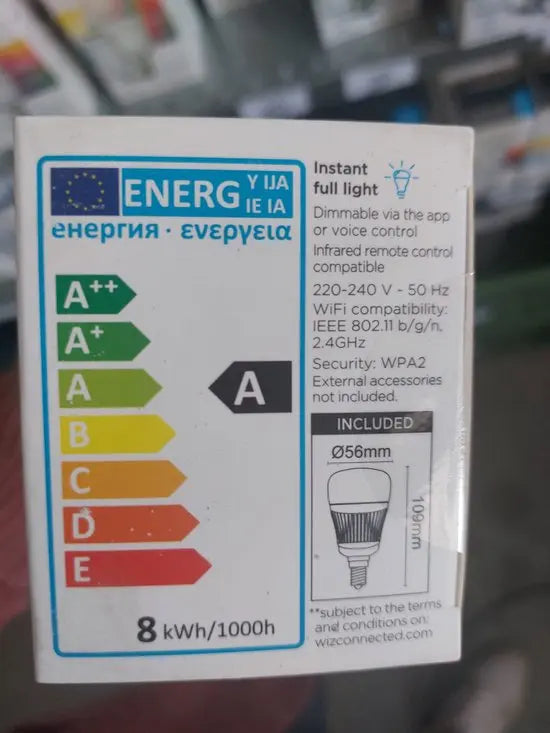 ENERG Y IJA
IE IA
енергия · ενεργεια
A++
A+
A
B
C
D
E
A
8 kWh/1000h
Instant
full light
Dimmable via the app
or voice control
Infrared remote control
compatible
220-240 V - 50 Hz
WiFi compatibility:
IEEE 802.11 b/g/n.
2.4GHz
Security: WPA2
External accessories
not included.
INCLUDED
Ø56mm
109mm
**subject to the terms
and conditions on:
wizconnected.com